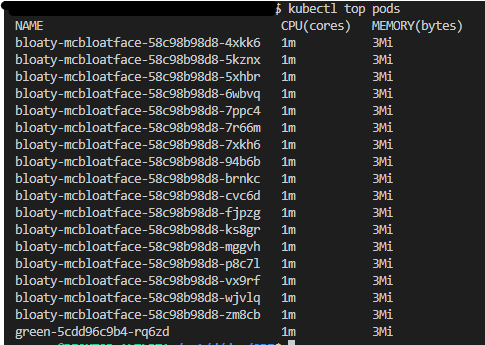 $ kubectl top pods
NAME CPU(cores) MEMORY(bytes)
bloaty-mcbloatface-58c98b98d8-4xkk6 1m 3Mi
bloaty-mcbloatface-58c98b98d8-5kznx 1m 3Mi
bloaty-mcbloatface-58c98b98d8-5xhbr 1m 3Mi
bloaty-mcbloatface-58c98b98d8-6wbvq 1m 3Mi
bloaty-mcbloatface-58c98b98d8-7ppc4 1m 3Mi
bloaty-mcbloatface-58c98b98d8-7r66m 1m 3Mi
bloaty-mcbloatface-58c98b98d8-7xkh6 1m 3Mi
bloaty-mcbloatface-58c98b98d8-94b6b 1m 3Mi
bloaty-mcbloatface-58c98b98d8-brnkc 1m 3Mi
bloaty-mcbloatface-58c98b98d8-cvc6d 1m 3Mi
bloaty-mcbloatface-58c98b98d8-fjpzg 1m 3Mi
bloaty-mcbloatface-58c98b98d8-ks8gr 1m 3Mi
bloaty-mcbloatface-58c98b98d8-mggvh 1m 3Mi
bloaty-mcbloatface-58c98b98d8-p8c7l 1m 3Mi
bloaty-mcbloatface-58c98b98d8-vx9rf 1m 3Mi
bloaty-mcbloatface-58c98b98d8-wjvlq 1m 3Mi
bloaty-mcbloatface-58c98b98d8-zm8cb 1m 3Mi
green-5cdd96c9b4-rq6zd 1m 3Mi